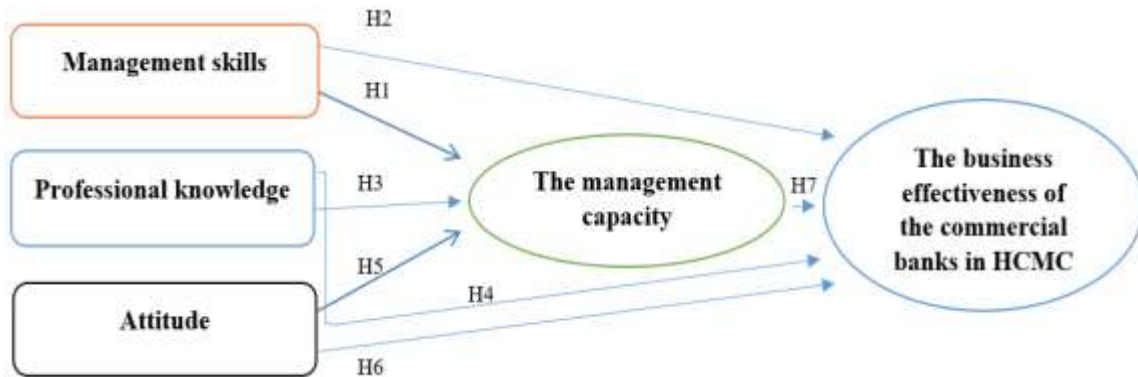 H2
Management skills
H1
Professional knowledge
H3
The management
capacity
H7
The business
effectiveness of
the commercial
banks in HCMC
H5
H4
Attitude
H6